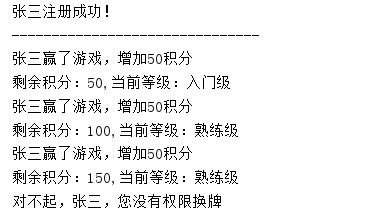 张三注册成功！
--------------------------------
张三赢了游戏，增加50积分
剩余积分：50,当前等级：入门级
张三赢了游戏，增加50积分
剩余积分：100,当前等级：熟练级
张三赢了游戏，增加50积分
剩余积分：150,当前等级：熟练级
对不起，张三，您没有权限换牌